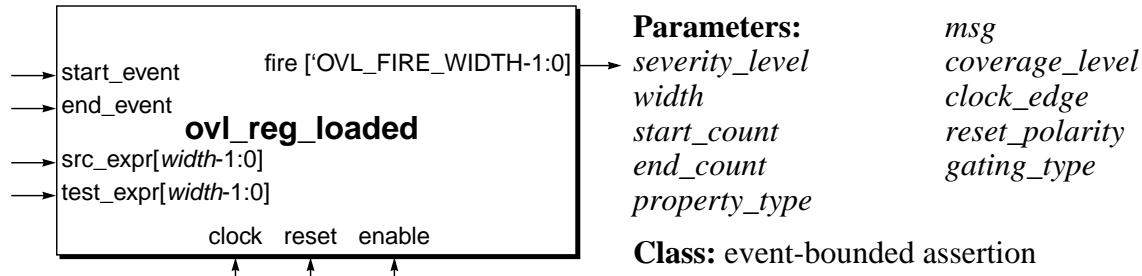 start_event
fire [‘OVL_FIRE_WIDTH-1:0]
end_event
ovl_reg_loaded
src_expr[width-1:0]
test_expr[width-1:0]
clock reset enable
Parameters:
severity_level
width
start_count
end_count
property_type
msg
coverage_level
clock_edge
reset_polarity
gating_type
Class: event-bounded assertion